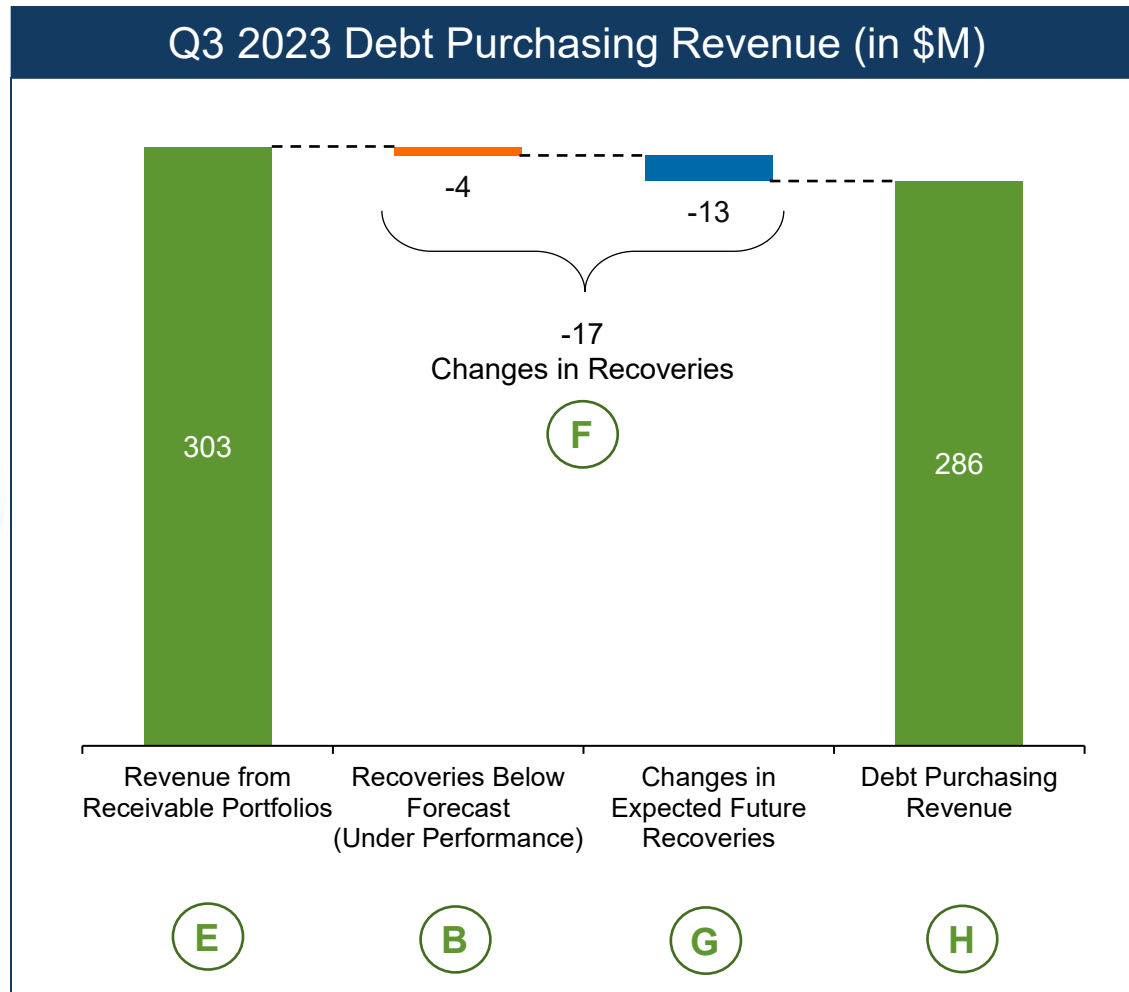 Q3 2023 Debt Purchasing Revenue (in $M)
-4
-13
-17
Changes in Recoveries
F
303
286
Revenue from
Receivable Portfolios
Recoveries Below
Forecast
(Under Performance)
Changes in
Expected Future
Recoveries
Debt Purchasing
Revenue
E
B
G
H